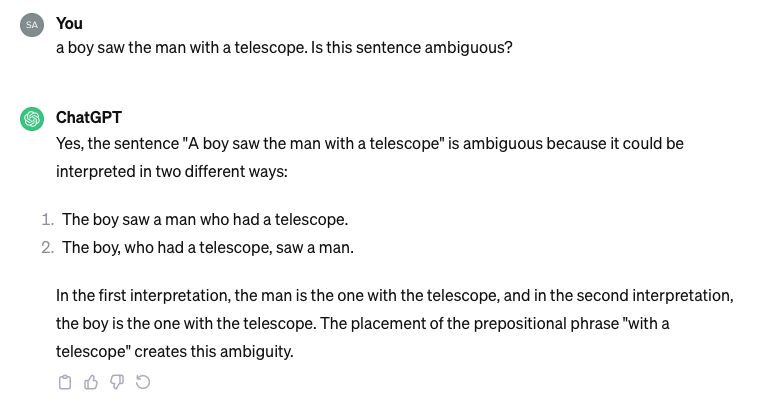 SA
You
a boy saw the man with a telescope. Is this sentence ambiguous?
ChatGPT
Yes, the sentence "A boy saw the man with a telescope" is ambiguous because it could be
interpreted in two different ways:
1. The boy saw a man who had a telescope.
2. The boy, who had a telescope, saw a man.
In the first interpretation, the man is the one with the telescope, and in the second interpretation,
the boy is the one with the telescope. The placement of the prepositional phrase "with a
telescope" creates this ambiguity.